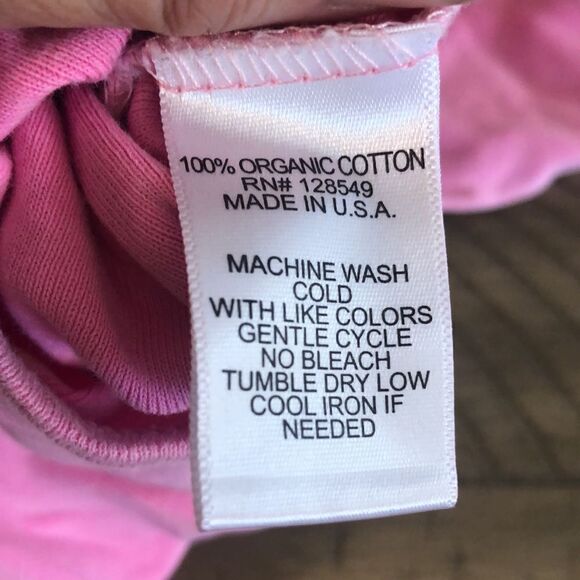 100% ORGANIC COTTON
RN# 128549
MADE IN U.S.A.
MACHINE WASH
COLD
WITH LIKE COLORS
GENTLE CYCLE
NO BLEACH
TUMBLE DRY LOW
COOL IRON IF
NEEDED